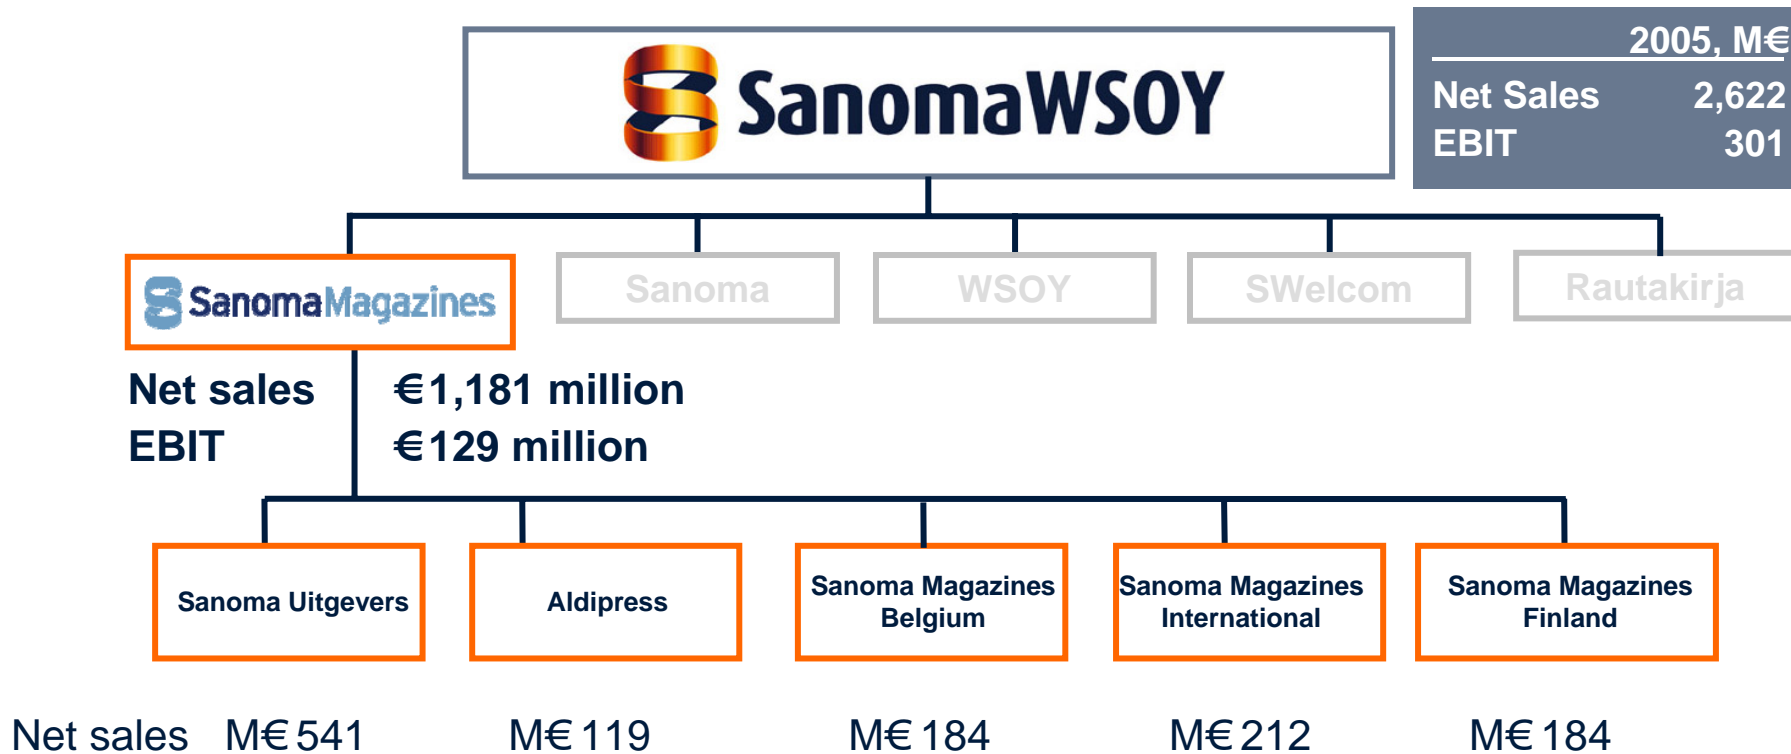 SanomaWSOY
2005, M€
Net Sales 2,622
EBIT 301
SanomaMagazines
Sanoma
WSOY
SWelcom
Rautakirja
Net sales €1,181 million
EBIT €129 million
Sanoma Uitgevers
Aldipress
Sanoma Magazines
Belgium
Sanoma Magazines
International
Sanoma Magazines
Finland
Net sales M€541 M€119 M€184 M€212 M€184